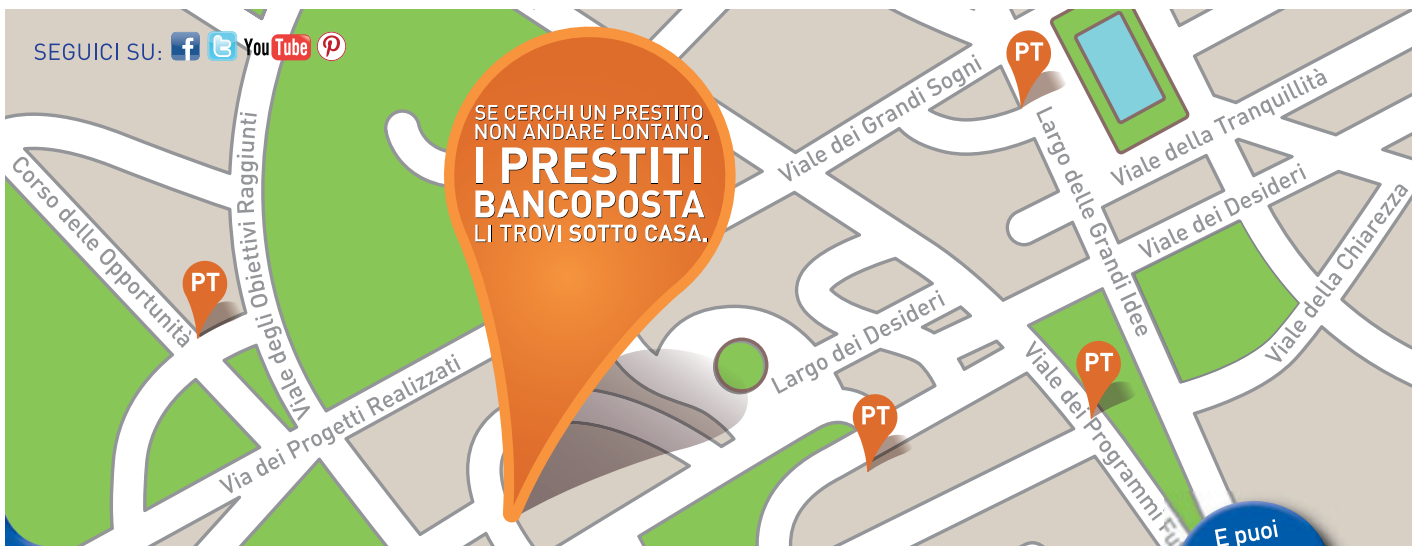 SEGUICI SU: f t You Tube p
SE CERCHI UN PRESTITO
NON ANDARE LONTANO.
I PRESTITI
BANCOPOSTA
LI TROVI SOTTO CASA.
PT
PT
PT
PT
Corso delle Opportunità
Viale degli Obiettivi Raggiunti
Via dei Progetti Realizzati
Viale dei Grandi Sogni
Largo delle Grandi Idee
Viale della Tranquillità
Viale dei Desideri
Viale della Chiarezza
Largo dei Desideri
Viale dei Programmi
E puoi